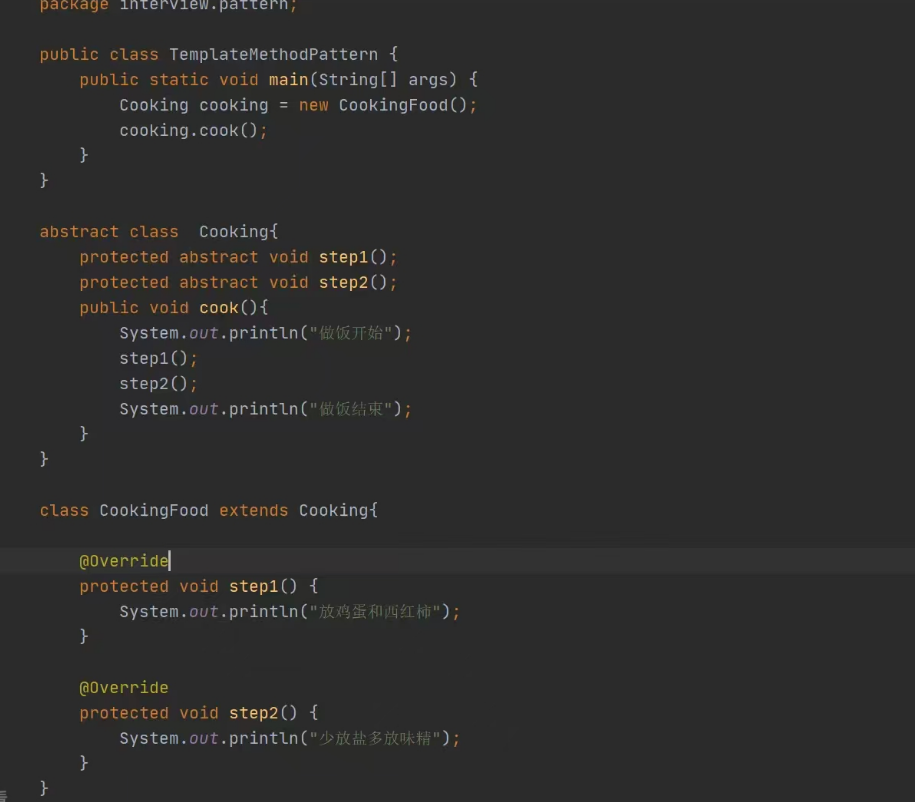 package interview.pattern;
public class TemplateMethodPattern {
public static void main(String[] args) {
Cooking cooking = new CookingFood();
cooking.cook();
}
}
abstract class  Cooking{
protected abstract void step1();
protected abstract void step2();
public void cook(){
System.out.println("做饭开始");
step1();
step2();
System.out.println("做饭结束");
}
}
class CookingFood extends Cooking{
@Override
protected void step1() {
System.out.println("放鸡蛋和西红柿");
}
@Override
protected void step2() {
System.out.println("少放盐多放味精");
}
}